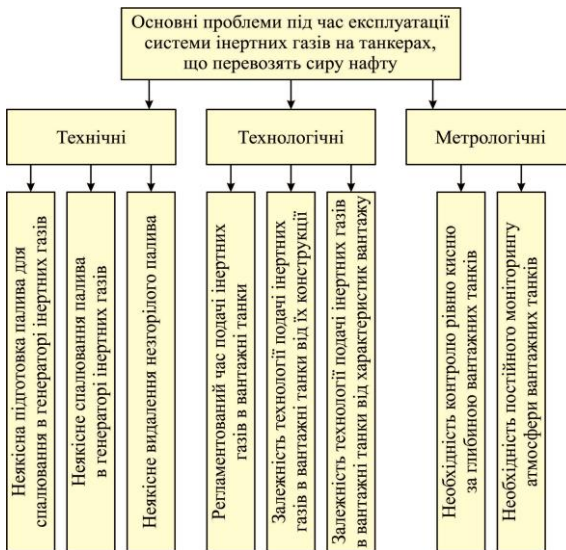 Основні проблеми під час експлуатації
системи інертних газів на танкерах,
що перевозять сиру нафту
Технічні
Технологічні
Метрологічні
Неякісна підготовка палива для
спалювання в генераторі інертних газів
Неякісне спалювання палива
в генераторі інертних газів
Неякісне видалення незгорілого палива
Регламентований час подачі інертних
газів в вантажні танки
Залежність технології подачі інертних
газів в вантажні танки від їх конструкції
Залежність технології подачі інертних газів
в вантажні танки від характеристик вантажу
Необхідність контролю рівню кисню
за глибиною вантажних танків
Необхідність постійного моніторингу
атмосфери вантажних танків